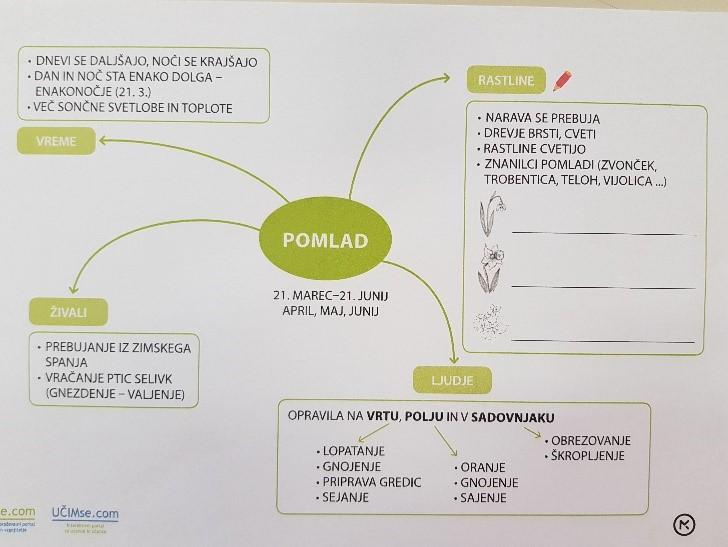 • DNEVI SE DALJŠAJO, NOČI SE KRAJŠAJO
• DAN IN NOČ STA ENAKO DOLGA –
ENAKONOČJE (21. 3.)
• VEČ SONČNE SVETLOBE IN TOPLOTE
VREME
RASTLINE
• NARAVA SE PREBUJA
• DREVJE BRSTI, CVETI
• RASTLINE CVETIJO
• ZNANILCI POMLADI (ZVONČEK,
TROBENTICA, TELOH, VIJOLICA ...)
POMLAD
21. MAREC–21. JUNIJ
APRIL, MAJ, JUNIJ
ŽIVALI
• PREBUJANJE IZ ZIMSKEGA
SPANJA
• VRAČANJE PTIC SELIVK
(GNEZDENJE – VALJENJE)
LJUDJE
OPRAVILA NA VRTU, POLJU IN V SADOVNJAKU
• LOPATANJE
• GNOJENJE
• PRIPRAVA GREDIC
• SEJANJE
• ORANJE
• GNOJENJE
• SAJENJE
• OBREZOVANJE
• ŠKROPLJENJE
se.com
UČIMse.com
M